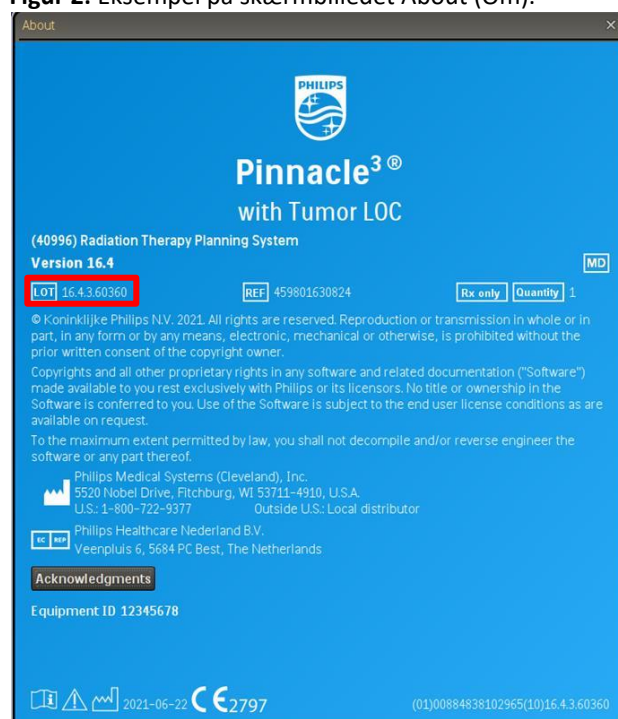 Figur 2. Eksempel på skærmbilledet About (Om).
About ×
PHILIPS
Pinnacle³ ®
with Tumor LOC
(40996) Radiation Therapy Planning System
Version 16.4
MD
LOT 16.4.3.60360 REF 459801630824 Rx only Quantity 1
© Koninklijke Philips N.V. 2021. All rights are reserved. Reproduction or transmission in whole or in
part, in any form or by any means, electronic, mechanical or otherwise, is prohibited without the
prior written consent of the copyright owner.
Copyrights and all other proprietary rights in any software and related documentation ("Software")
made available to you rest exclusively with Philips or its licensors. No title or ownership in the
Software is conferred to you. Use of the Software is subject to the end user license conditions as are
available on request.
To the maximum extent permitted by law, you shall not decompile and/or reverse engineer the
software or any part thereof.
Philips Medical Systems (Cleveland), Inc.
5520 Nobel Drive, Fitchburg, WI 53711-4910, U.S.A.
U.S.: 1-800-722-9377 Outside U.S.: Local distributor
EC REP Philips Healthcare Nederland B.V.
Veenpluis 6, 5684 PC Best, The Netherlands
Acknowledgments
Equipment ID 12345678
2021-06-22 CE 2797 (01)00884838102965(10)16.4.3.60360